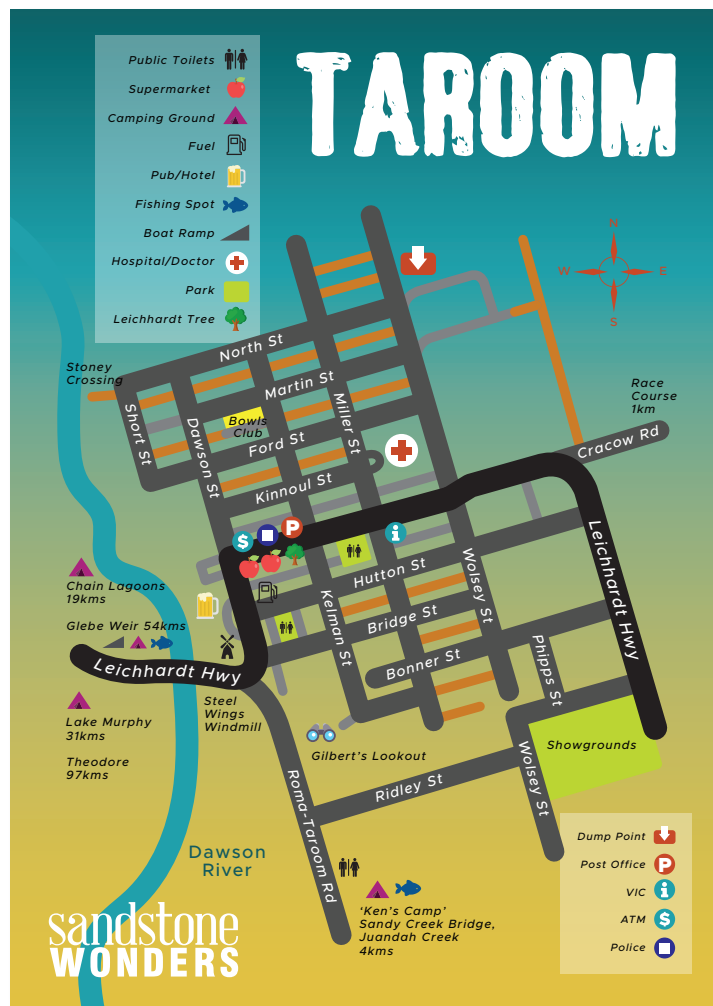 TAROOM
Public Toilets
Supermarket
Camping Ground
Fuel
Pub/Hotel
Fishing Spot
Boat Ramp
Hospital/Doctor
Park
Leichhardt Tree
N
W
E
S
Stoney
Crossing
North St
Martin St
Short St
Dawson St
Bowls
Club
Ford St
Miller St
Kinnoul St
Race
Course
1km
Cracow Rd
Leichhardt Hwy
P
$
i
Hutton St
Wolsey St
Kelman St
Bridge St
Bonner St
Phipps St
Chain Lagoons
19kms
Glebe Weir 54kms
Leichhardt Hwy
Lake Murphy
31kms
Theodore
97kms
Steel
Wings
Windmill
Gilbert's Lookout
Showgrounds
Wolsey St
Ridley St
Roma-Taroom Rd
Dawson
River
‘Ken’s Camp’
Sandy Creek Bridge,
Juandah Creek
4kms
Dump Point
Post Office P
VIC i
ATM $
Police
sandstone
WONDERS